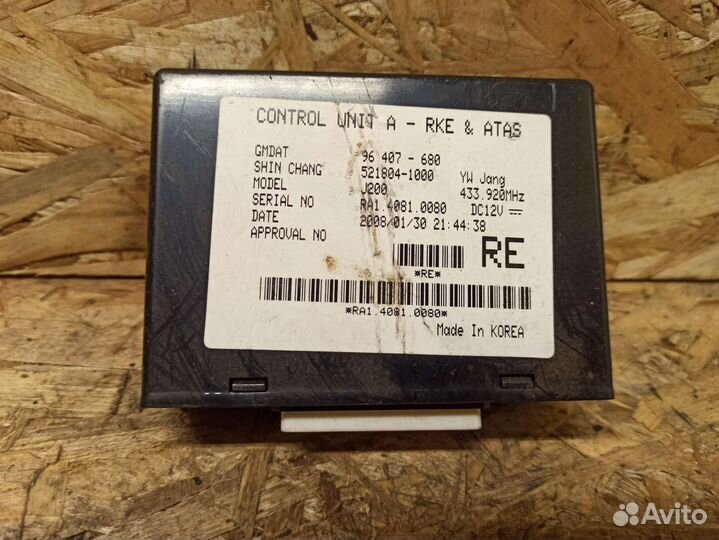 CONTROL UNIT A - RKE & ATAS
GMDAT 96 407 - 680
SHIN CHANG 521804-1000 YW Jang
MODEL J200 433.920MHz
SERIAL NO RA1.4081.0080 DC12V
DATE 2008/01/30 21:44:38
APPROVAL NO
RE
*RE*
*RA1.4081.0080*
Made In KOREA
Avito